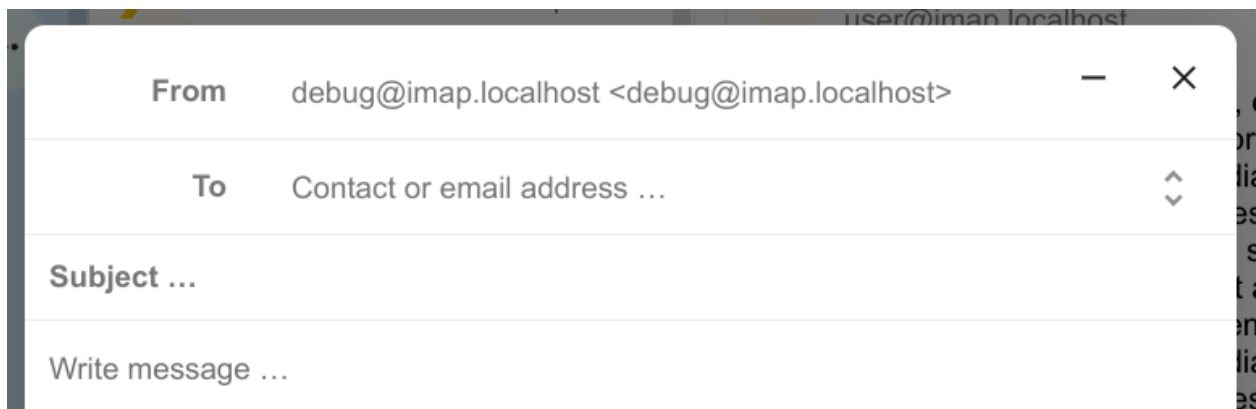 user@imap.localhost
From debug@imap.localhost <debug@imap.localhost>
To Contact or email address …
Subject …
Write message …